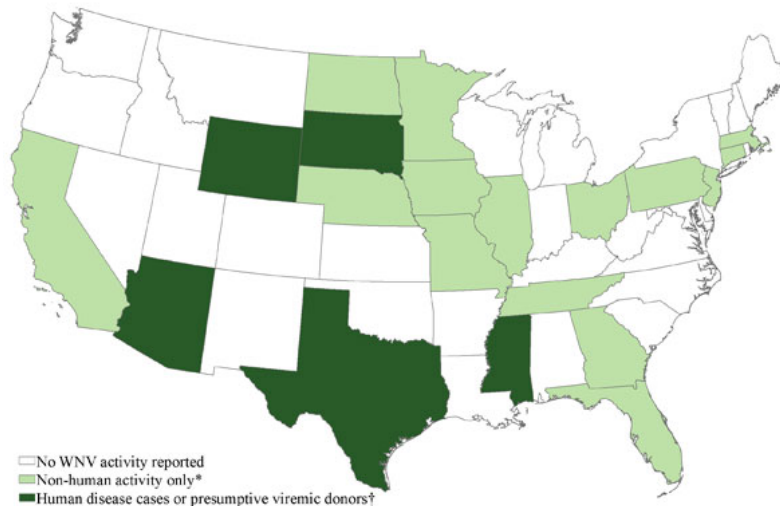 No WNV activity reported
Non-human activity only*
Human disease cases or presumptive viremic donors†